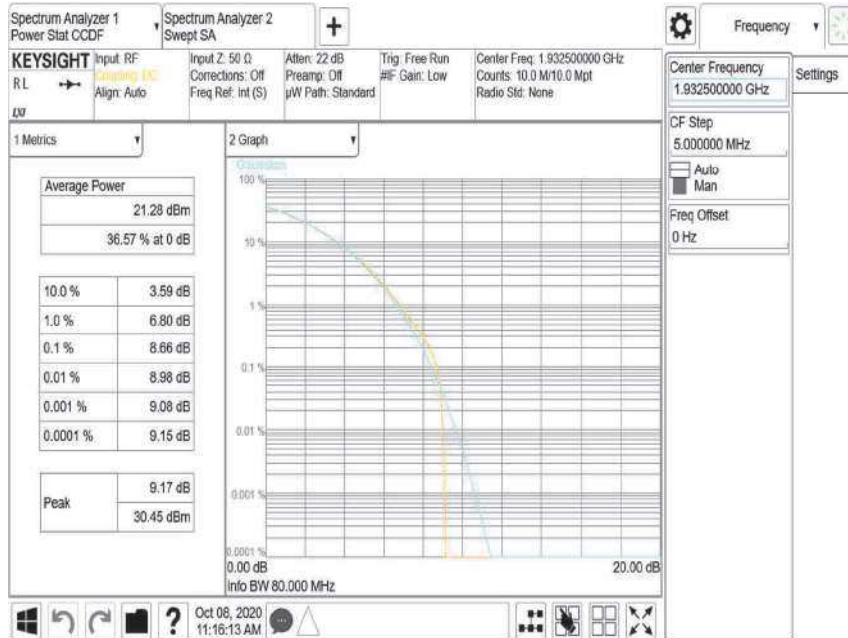 Spectrum Analyzer 1
Power Stat CCDF
Spectrum Analyzer 2
Swept SA
+
Frequency
KEYSIGHT
RL
LXI
Input: RF
Coupling: DC
Align: Auto
Input Z: 50 Ω
Corrections: Off
Freq Ref: Int (S)
Atten: 22 dB
Preamp: Off
µW Path: Standard
Trig: Free Run
#IF Gain: Low
Center Freq: 1.932500000 GHz
Counts: 10.0 M/10.0 Mpt
Radio Std: None
Center Frequency
1.932500000 GHz
Settings
CF Step
5.000000 MHz
Auto
Man
Freq Offset
0 Hz
1 Metrics
Average Power
21.28 dBm
36.57 % at 0 dB
10.0 % 3.59 dB
1.0 % 6.80 dB
0.1 % 8.66 dB
0.01 % 8.98 dB
0.001 % 9.08 dB
0.0001 % 9.15 dB
Peak
9.17 dB
30.45 dBm
2 Graph
Gaussian
100 %
10 %
1 %
0.1 %
0.01 %
0.001 %
0.0001 %
0.00 dB
20.00 dB
Info BW 80.000 MHz
?
Oct 08, 2020
11:16:13 AM